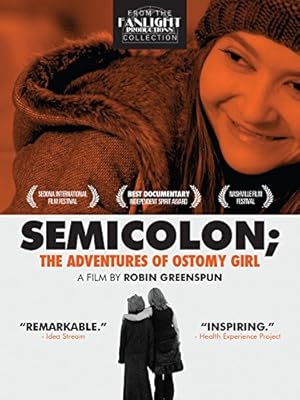 FROM THE
FANLIGHT
PRODUCTIONS
COLLECTION
SEDONA INTERNATIONAL
FILM FESTIVAL
BEST DOCUMENTARY
INDEPENDENT SPIRIT AWARD
NASHVILLE FILM
FESTIVAL
SEMICOLON;
THE ADVENTURES OF OSTOMY GIRL
A FILM BY ROBIN GREENSPUN
"REMARKABLE."
- Idea Stream
"INSPIRING."
- Health Experience Project